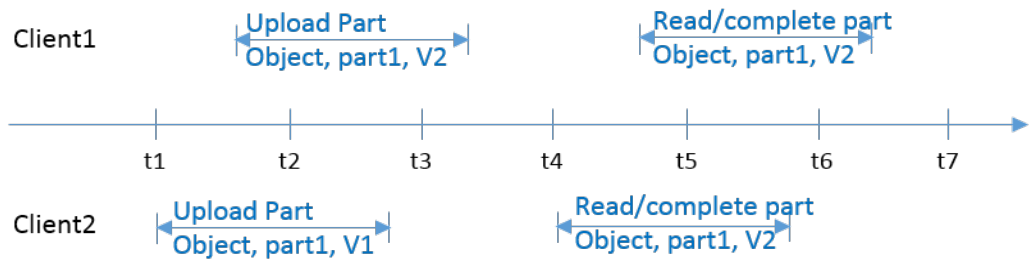 Upload Part
Read/complete part
Client1
Object, part1, V2
Object, part1, V2
t1 t2 t3 t4 t5 t6 t7
Upload Part
Read/complete part
Client2
Object, part1, V1
Object, part1, V2